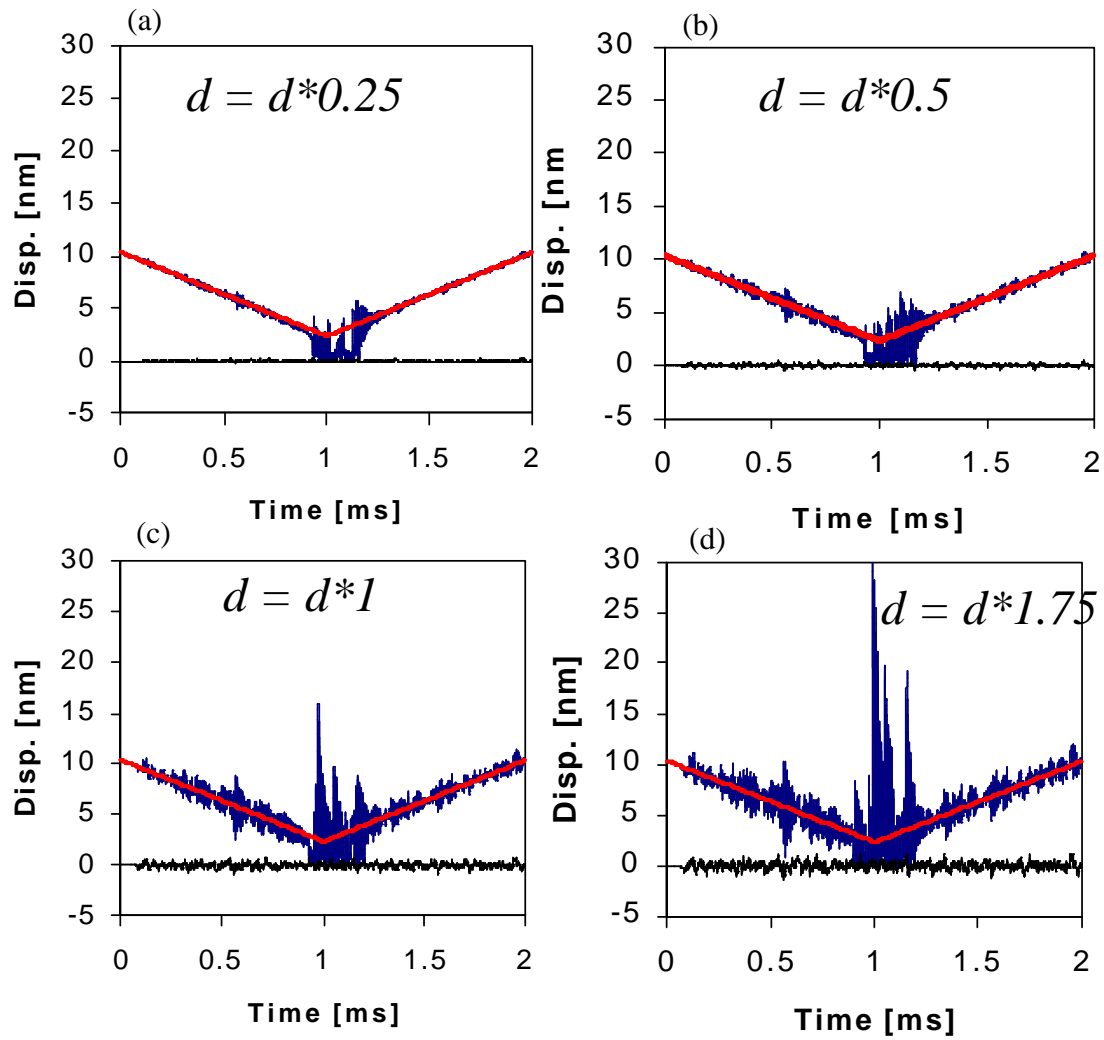 (a)
30
25
20
15
10
5
0
-5
d = d*0.25
Disp. [nm]
0 0.5 1 1.5 2
Time [ms]
(b)
30
25
20
15
10
5
0
-5
d = d*0.5
Disp. [nm
0 0.5 1 1.5 2
Time [ms]
(c)
30
25
20
15
10
5
0
-5
d = d*1
Disp. [nm]
0 0.5 1 1.5 2
Time [ms]
(d)
30
25
20
15
10
5
0
-5
d = d*1.75
Disp. [nm]
0 0.5 1 1.5 2
Time [ms]